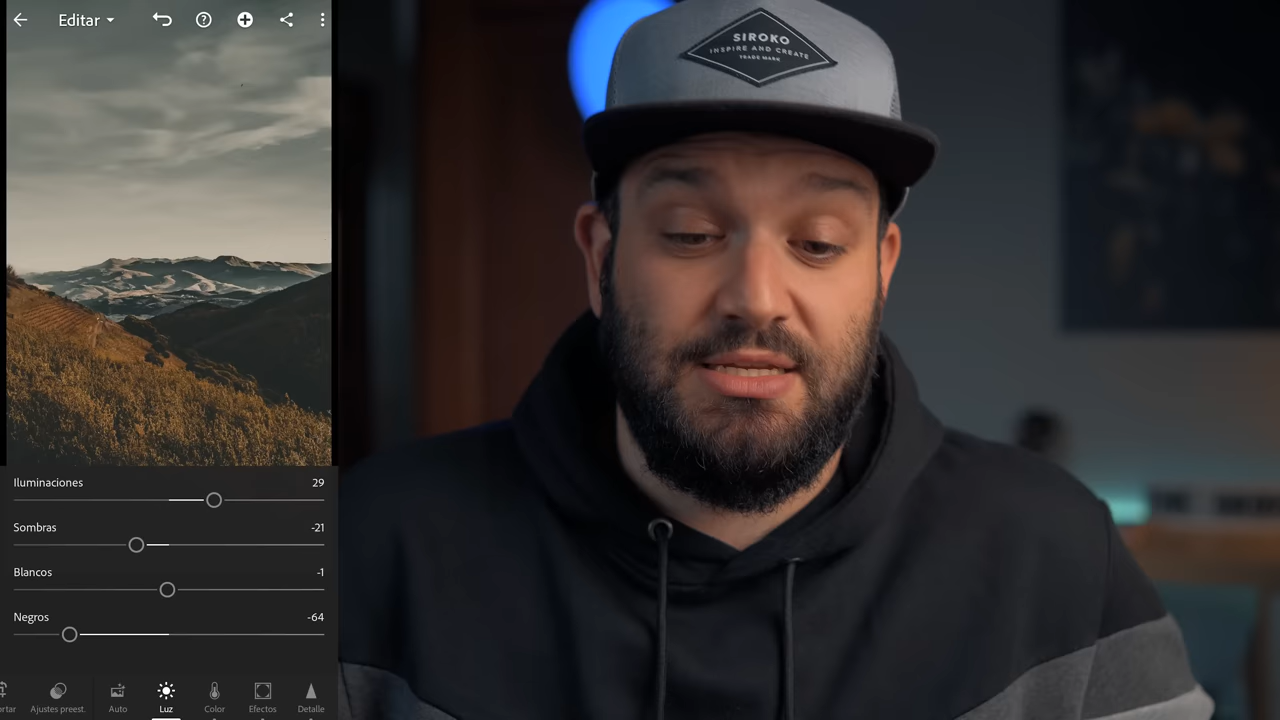 Editar
SIROKO
INSPIRE AND CREATE
TRADE MARK
Iluminaciones 29
Sombras -21
Blancos -1
Negros -64
ortar Ajustes preest. Auto Luz Color Efectos Detalle